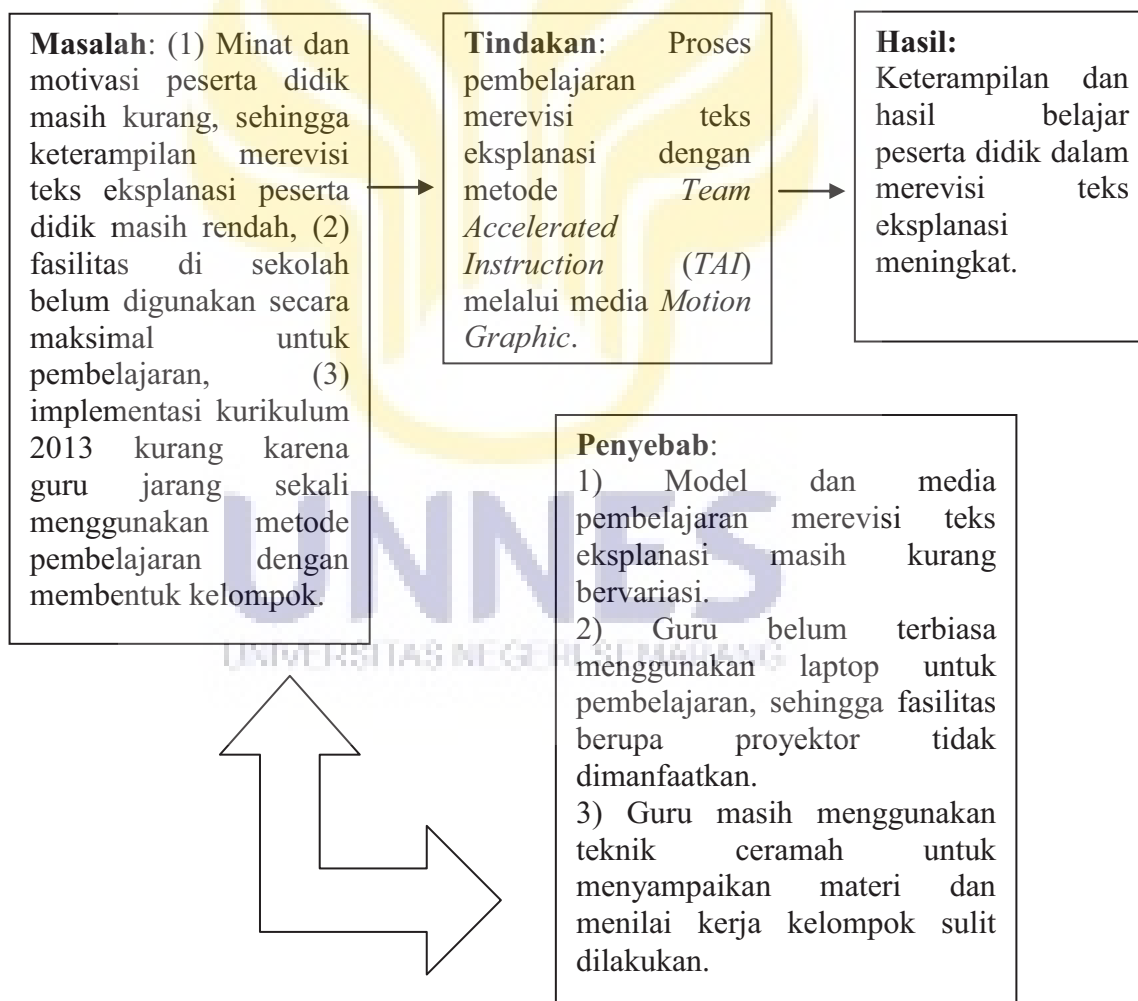 Masalah: (1) Minat dan
motivasi peserta didik
masih kurang, sehingga
keterampilan merevisi
teks eksplanasi peserta
didik masih rendah, (2)
fasilitas di sekolah
belum digunakan secara
maksimal untuk
pembelajaran, (3)
implementasi kurikulum
2013 kurang karena
guru jarang sekali
menggunakan metode
pembelajaran dengan
membentuk kelompok.
Tindakan: Proses
pembelajaran
merevisi teks
eksplanasi dengan
metode Team
Accelerated
Instruction (TAI)
melalui media Motion
Graphic.
Hasil:
Keterampilan dan
hasil belajar
peserta didik dalam
merevisi teks
eksplanasi
meningkat.
Penyebab:
1) Model dan media
pembelajaran merevisi teks
eksplanasi masih kurang
bervariasi.
2) Guru belum terbiasa
menggunakan laptop untuk
pembelajaran, sehingga fasilitas
berupa proyektor tidak
dimanfaatkan.
3) Guru masih menggunakan
teknik ceramah untuk
menyampaikan materi dan
menilai kerja kelompok sulit
dilakukan.
UNNES
UNIVERSITAS NEGERI SEMARANG